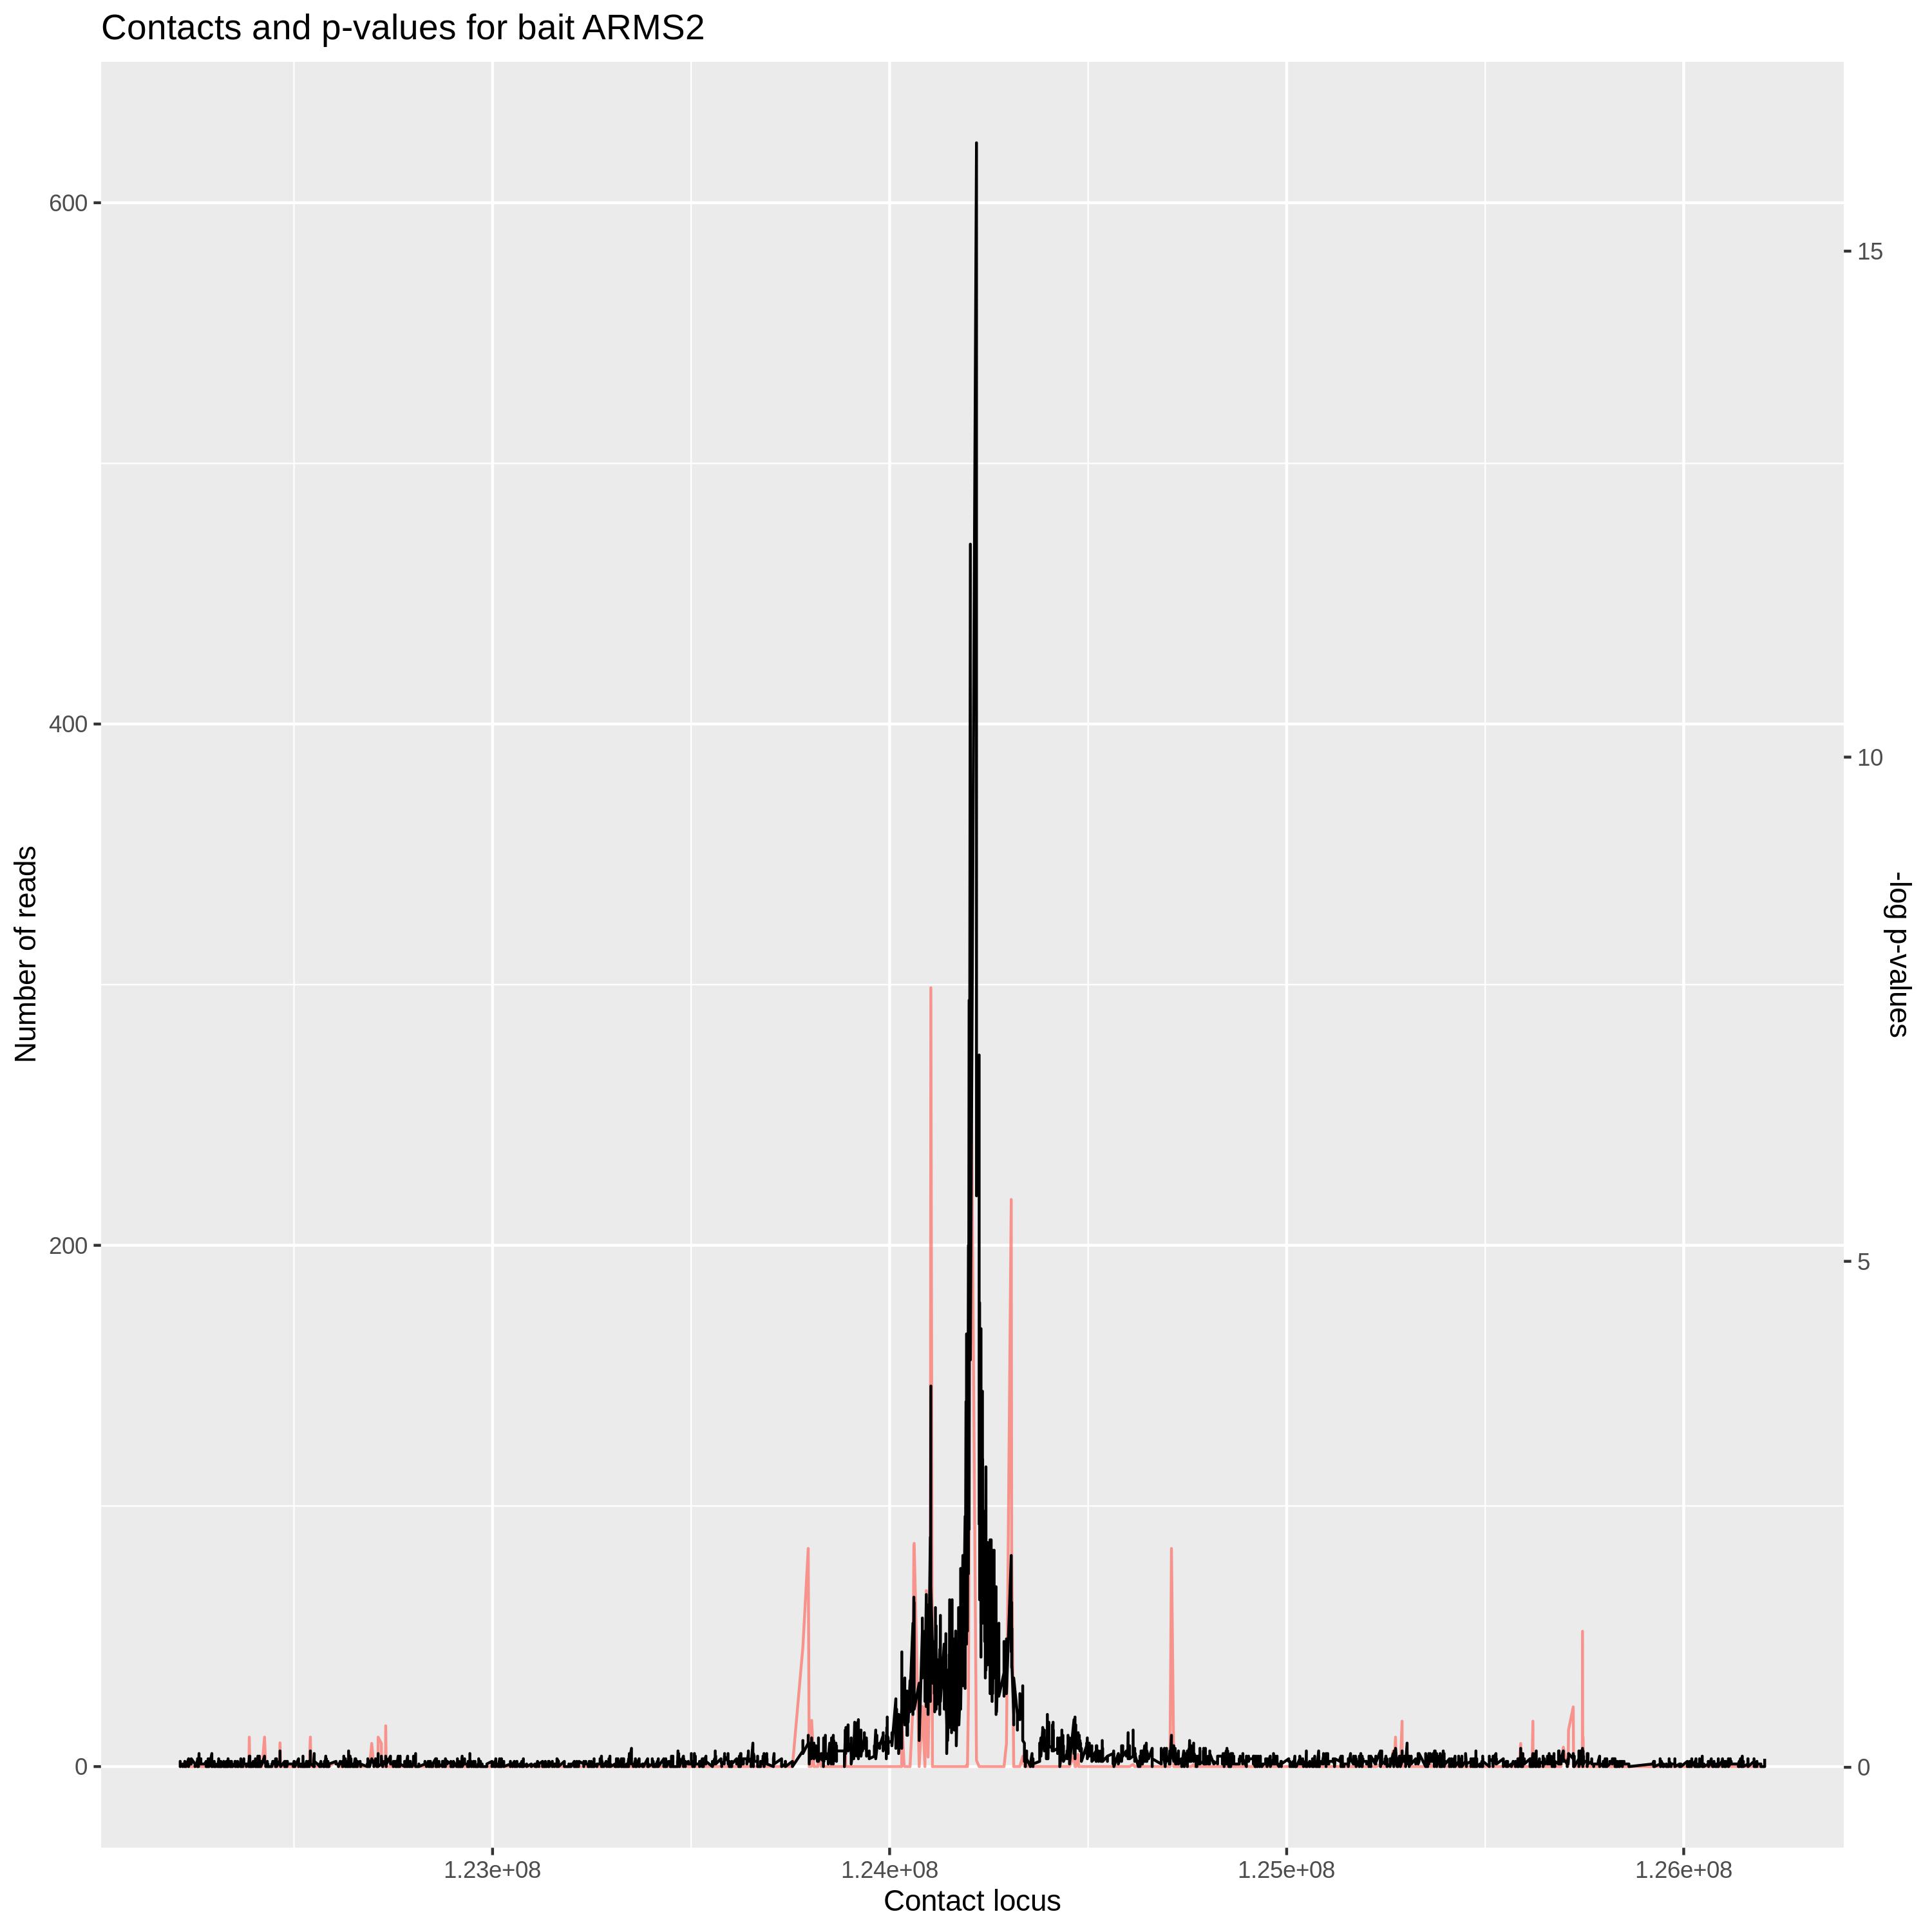 Contacts and p-values for bait ARMS2
600
400
200
0
15
10
5
0
Number of reads
-log p-values
1.23e+08
1.24e+08
1.25e+08
1.26e+08
Contact locus